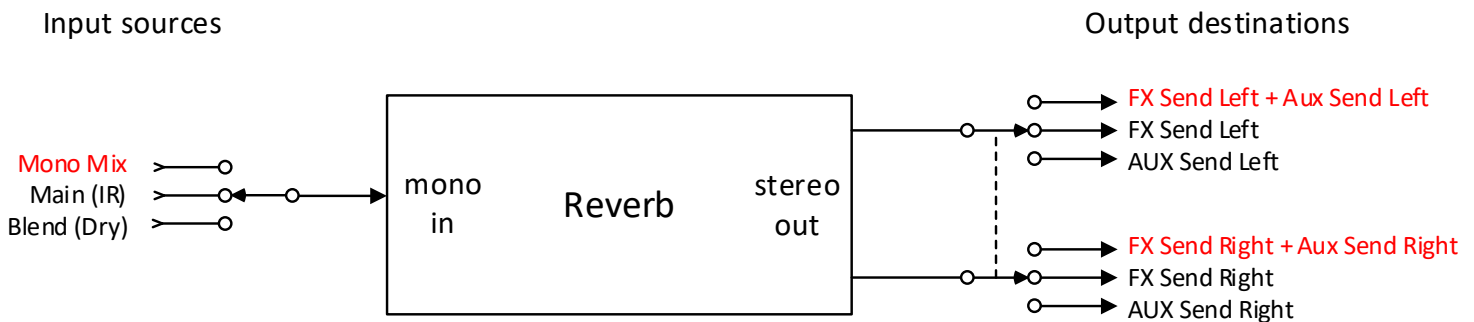 Input sources
Output destinations
Mono Mix
Main (IR)
Blend (Dry)
mono
in
Reverb
stereo
out
FX Send Left + Aux Send Left
FX Send Left
AUX Send Left
FX Send Right + Aux Send Right
FX Send Right
AUX Send Right